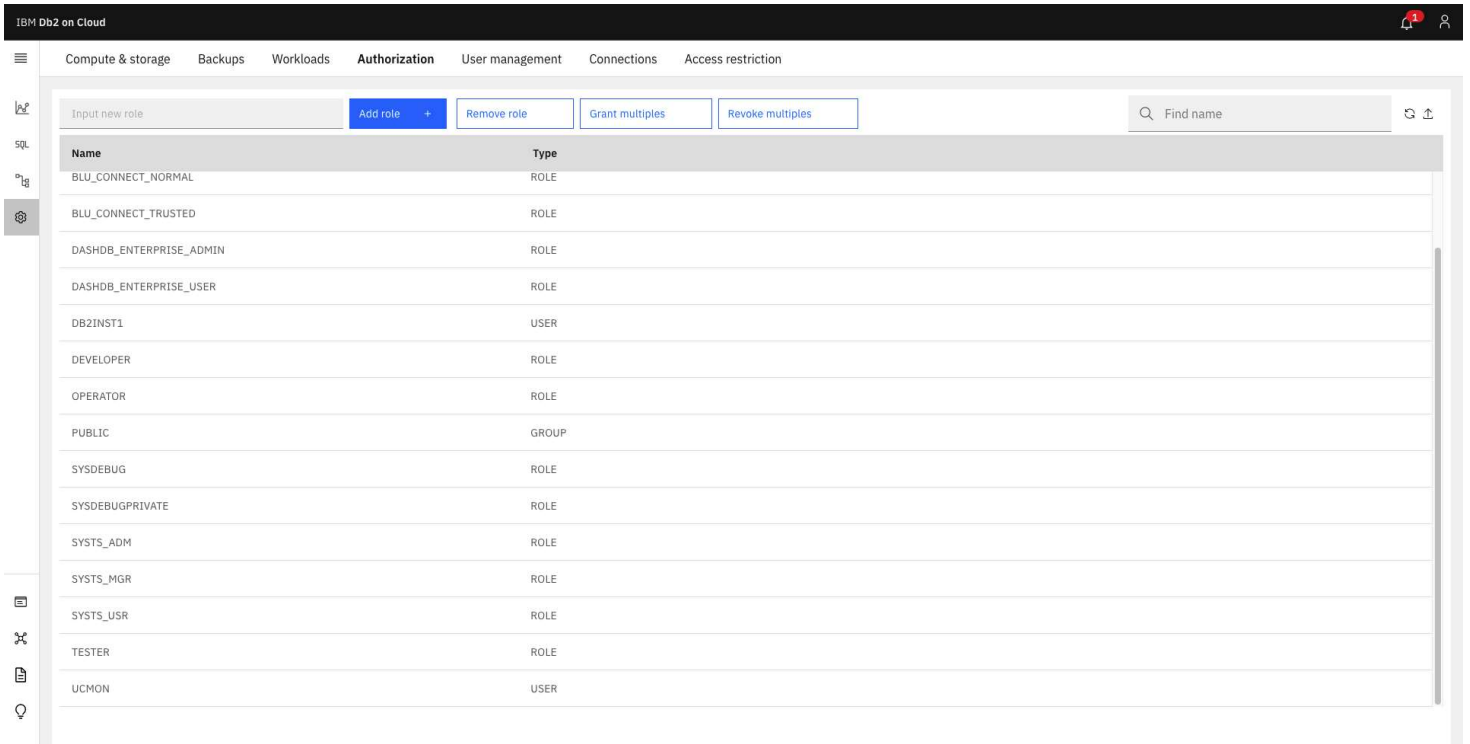 IBM Db2 on Cloud
1
Compute & storage Backups Workloads Authorization User management Connections Access restriction
Input new role Add role + Remove role Grant multiples Revoke multiples Find name
SQL
Name Type
BLU_CONNECT_NORMAL ROLE
BLU_CONNECT_TRUSTED ROLE
DASHDB_ENTERPRISE_ADMIN ROLE
DASHDB_ENTERPRISE_USER ROLE
DB2INST1 USER
DEVELOPER ROLE
OPERATOR ROLE
PUBLIC GROUP
SYSDEBUG ROLE
SYSDEBUGPRIVATE ROLE
SYSTS_ADM ROLE
SYSTS_MGR ROLE
SYSTS_USR ROLE
TESTER ROLE
UCMON USER